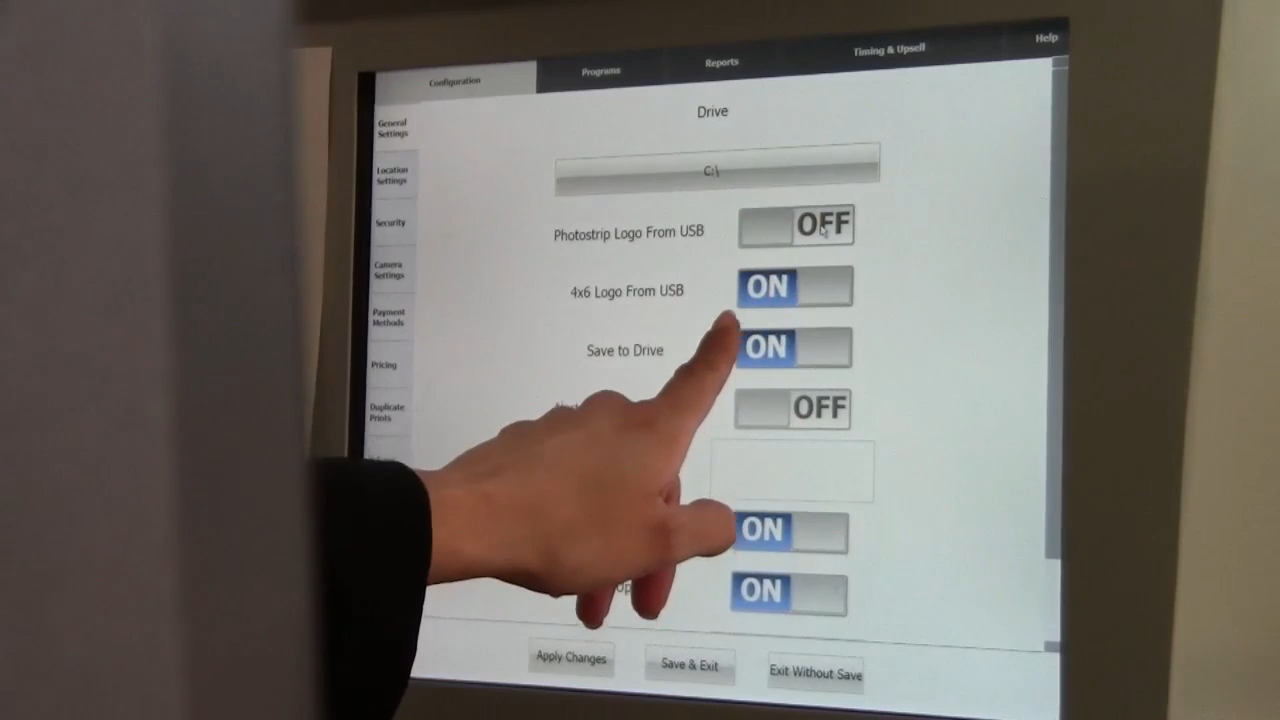 Configuration
Programs
Reports
Timing & Upsell
Help
General
Settings
Location
Settings
Security
Camera
Settings
Payment
Methods
Pricing
Duplicate
Prints
Drive
C:\
Photostrip Logo From USB
OFF
4x6 Logo From USB
ON
Save to Drive
ON
OFF
ON
ON
Apply Changes
Save & Exit
Exit Without Save